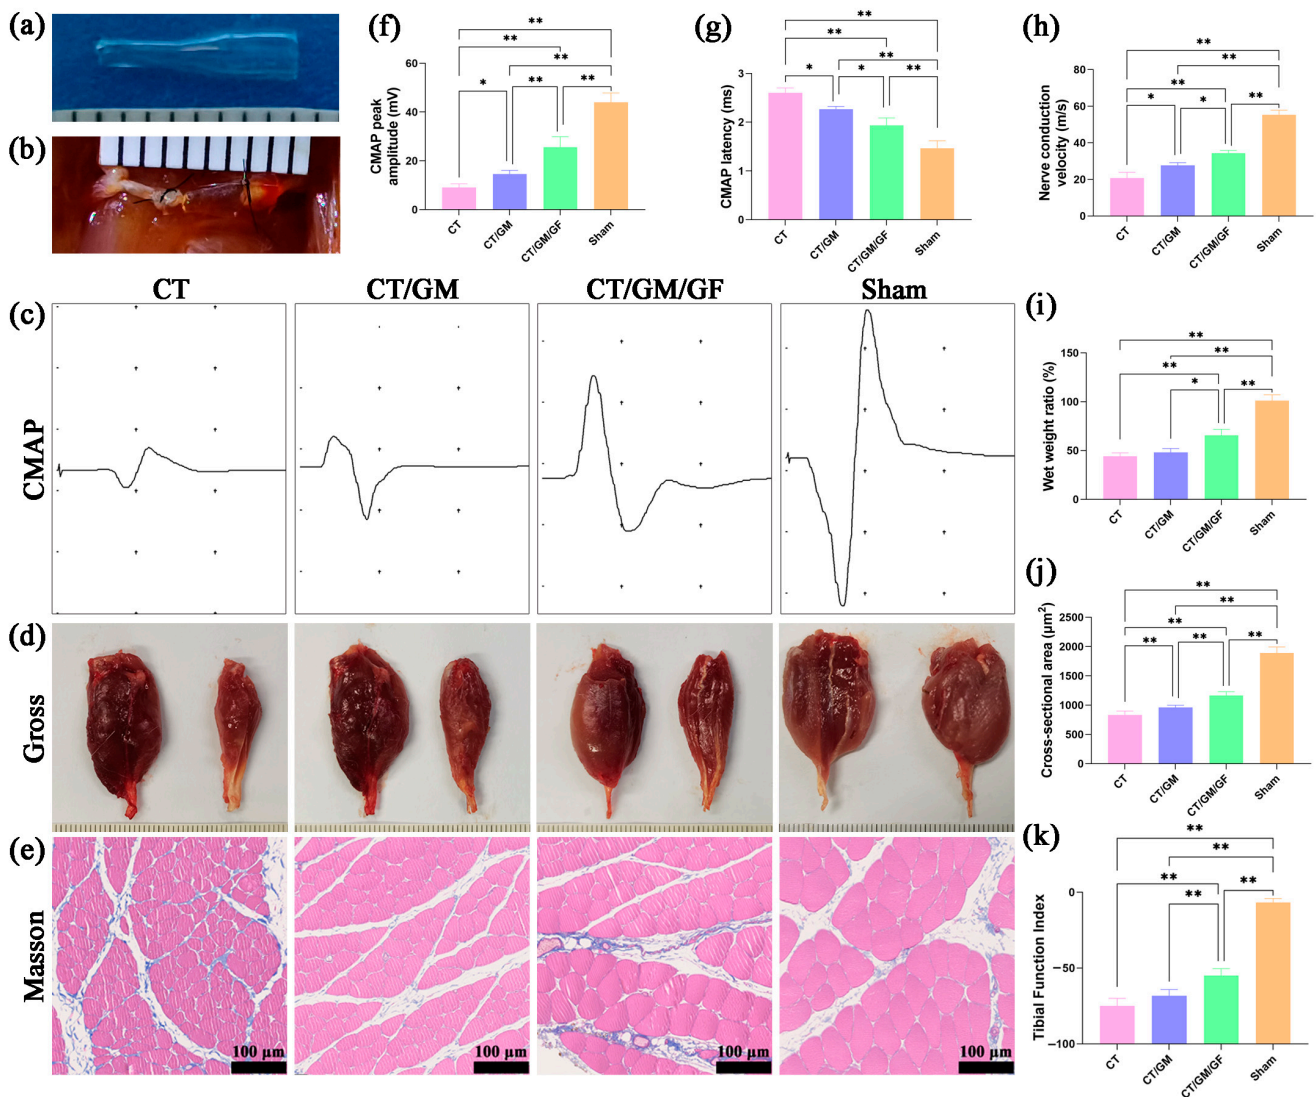 (a)
(b)
(f)
**
**
**
*
**
**
CMAP peak
amplitude (mV)
60
40
20
0
CT
CT/GM
CT/GM/GF
Sham
(g)
**
**
**
*
*
**
CMAP latency (ms)
3
2
1
0
CT
CT/GM
CT/GM/GF
Sham
(h)
**
**
**
*
*
**
Nerve conduction
velocity (m/s)
80
60
40
20
0
CT
CT/GM
CT/GM/GF
Sham
(c)
CT
CT/GM
CT/GM/GF
Sham
CMAP
(i)
**
**
**
*
**
Wet weight ratio (%)
150
100
50
0
CT
CT/GM
CT/GM/GF
Sham
(d)
Gross
(j)
**
**
**
**
**
**
Cross-sectional area (μm²)
2500
2000
1500
1000
500
0
CT
CT/GM
CT/GM/GF
Sham
(e)
Masson
100 μm
100 μm
100 μm
100 μm
(k)
**
**
**
**
**
Tibial Function Index
0
−50
−100
CT
CT/GM
CT/GM/GF
Sham